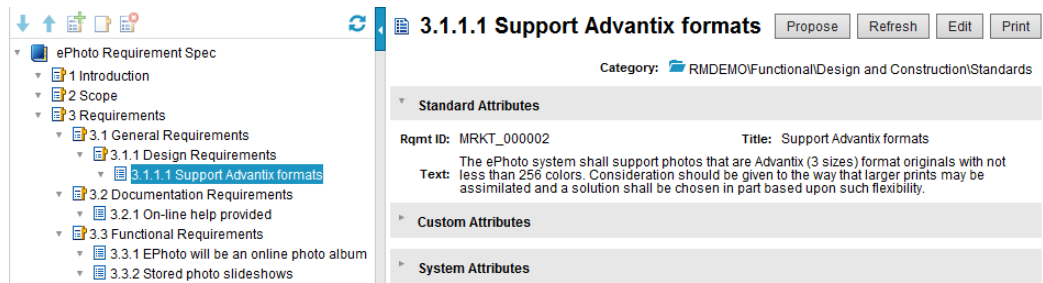 ePhoto Requirement Spec
1 Introduction
2 Scope
3 Requirements
3.1 General Requirements
3.1.1 Design Requirements
3.1.1.1 Support Advantix formats
3.2 Documentation Requirements
3.2.1 On-line help provided
3.3 Functional Requirements
3.3.1 EPhoto will be an online photo album
3.3.2 Stored photo slideshows
3.1.1.1 Support Advantix formats
Propose Refresh Edit Print
Category: RMDEMO\Functional\Design and Construction\Standards
Standard Attributes
Rqmt ID: MRKT_000002 Title: Support Advantix formats
Text: The ePhoto system shall support photos that are Advantix (3 sizes) format originals with not
less than 256 colors. Consideration should be given to the way that larger prints may be
assimilated and a solution shall be chosen in part based upon such flexibility.
Custom Attributes
System Attributes